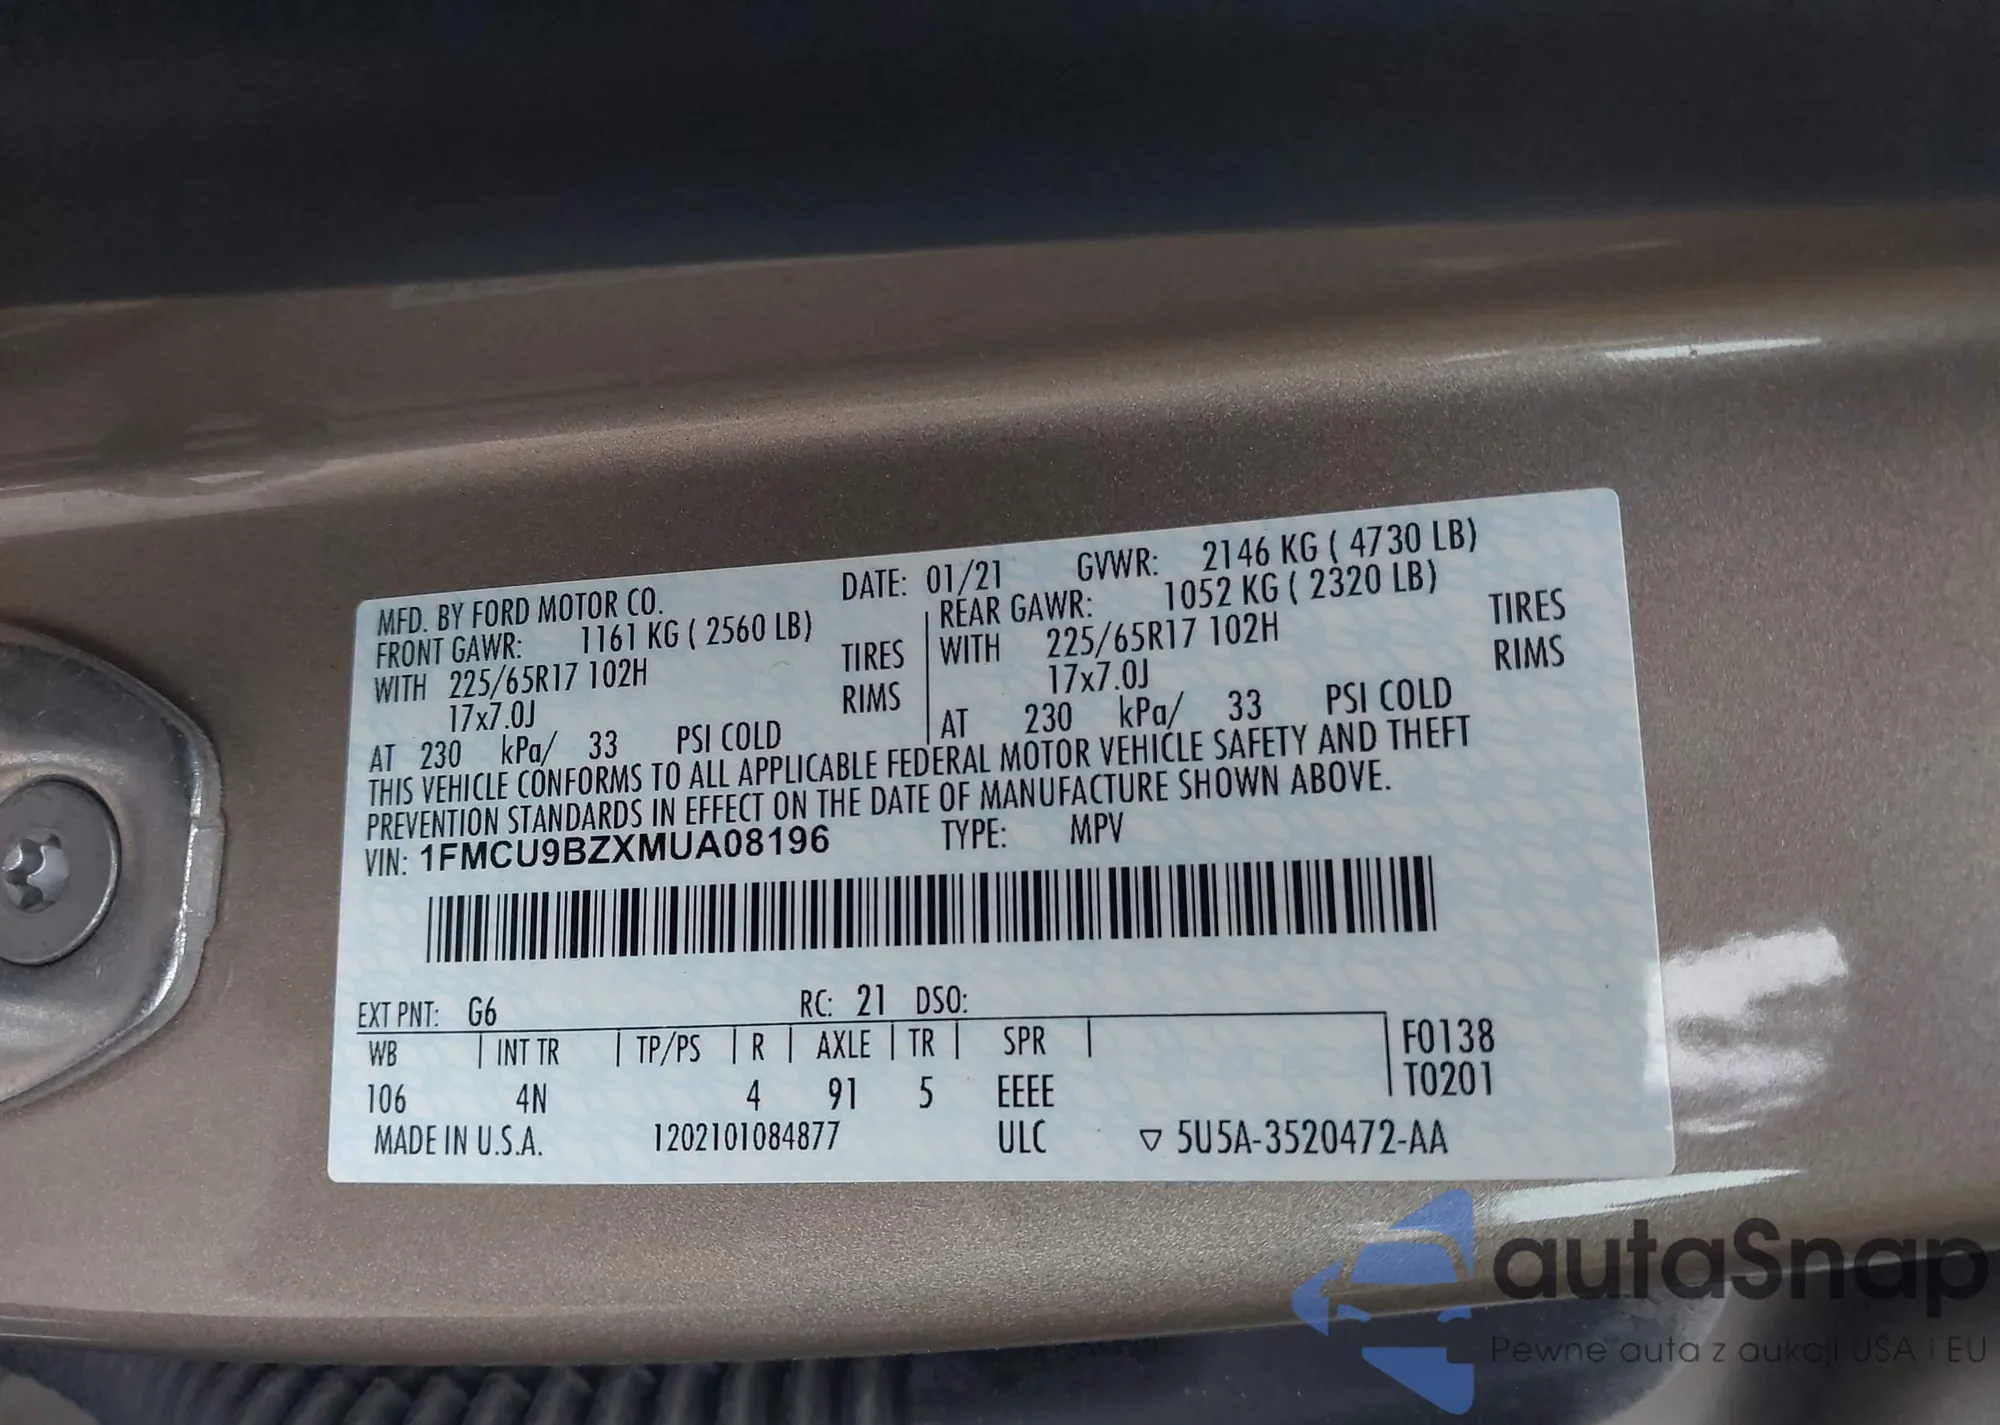 MFD. BY FORD MOTOR CO. DATE: 01/21 GVWR: 2146 KG ( 4730 LB)
FRONT GAWR: 1161 KG ( 2560 LB) REAR GAWR: 1052 KG ( 2320 LB)
WITH 225/65R17 102H TIRES WITH 225/65R17 102H TIRES
17x7.0J RIMS 17x7.0J RIMS
AT 230 kPa/ 33 PSI COLD AT 230 kPa/ 33 PSI COLD
THIS VEHICLE CONFORMS TO ALL APPLICABLE FEDERAL MOTOR VEHICLE SAFETY AND THEFT
PREVENTION STANDARDS IN EFFECT ON THE DATE OF MANUFACTURE SHOWN ABOVE.
VIN: 1FMCU9BZXMUA08196 TYPE: MPV
EXT PNT: G6 RC: 21 DSO:
WB INT TR TP/PS R AXLE TR SPR F0138
106 4N 4 91 5 EEEE T0201
MADE IN U.S.A. 1202101084877 ULC ▽ 5U5A-3520472-AA
autaSnap
Pewne auta z aukcji USA i EU